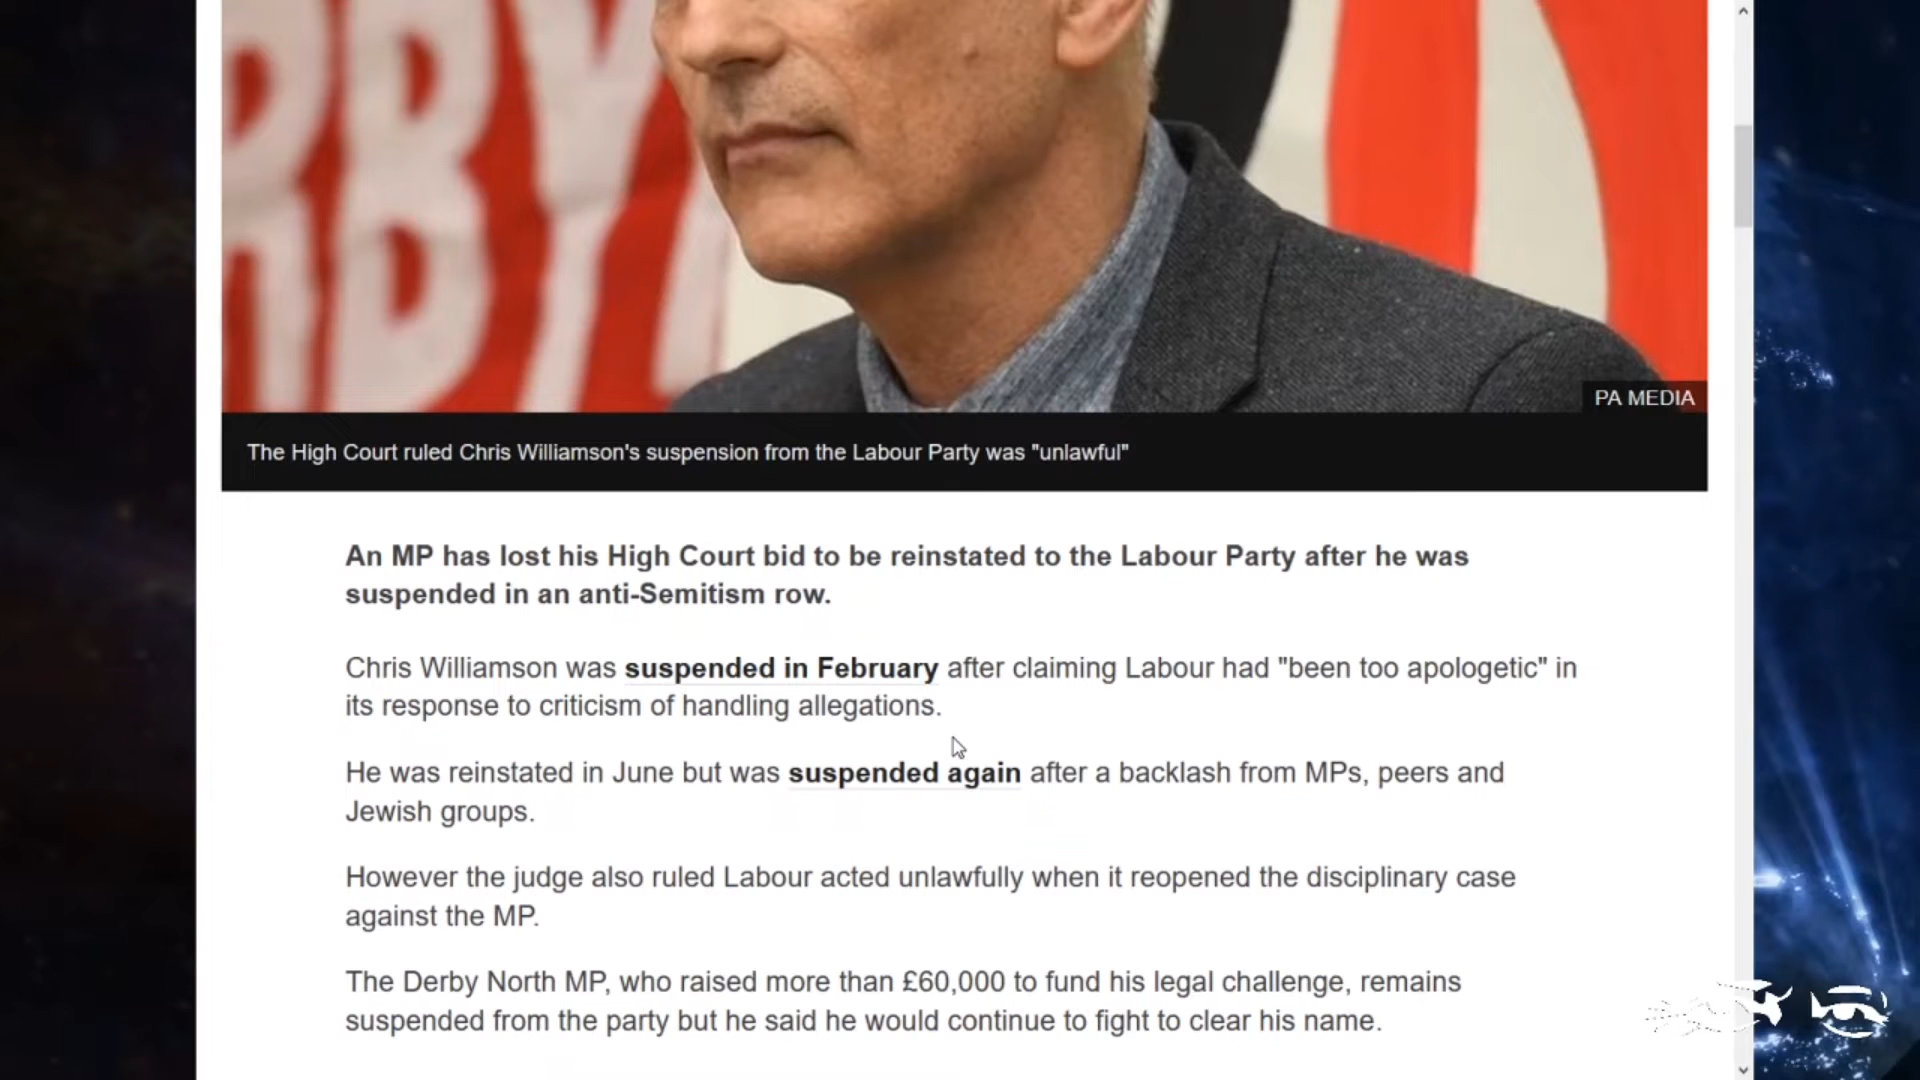 PA MEDIA
The High Court ruled Chris Williamson's suspension from the Labour Party was "unlawful"
An MP has lost his High Court bid to be reinstated to the Labour Party after he was
suspended in an anti-Semitism row.
Chris Williamson was suspended in February after claiming Labour had "been too apologetic" in
its response to criticism of handling allegations.
He was reinstated in June but was suspended again after a backlash from MPs, peers and
Jewish groups.
However the judge also ruled Labour acted unlawfully when it reopened the disciplinary case
against the MP.
The Derby North MP, who raised more than £60,000 to fund his legal challenge, remains
suspended from the party but he said he would continue to fight to clear his name.